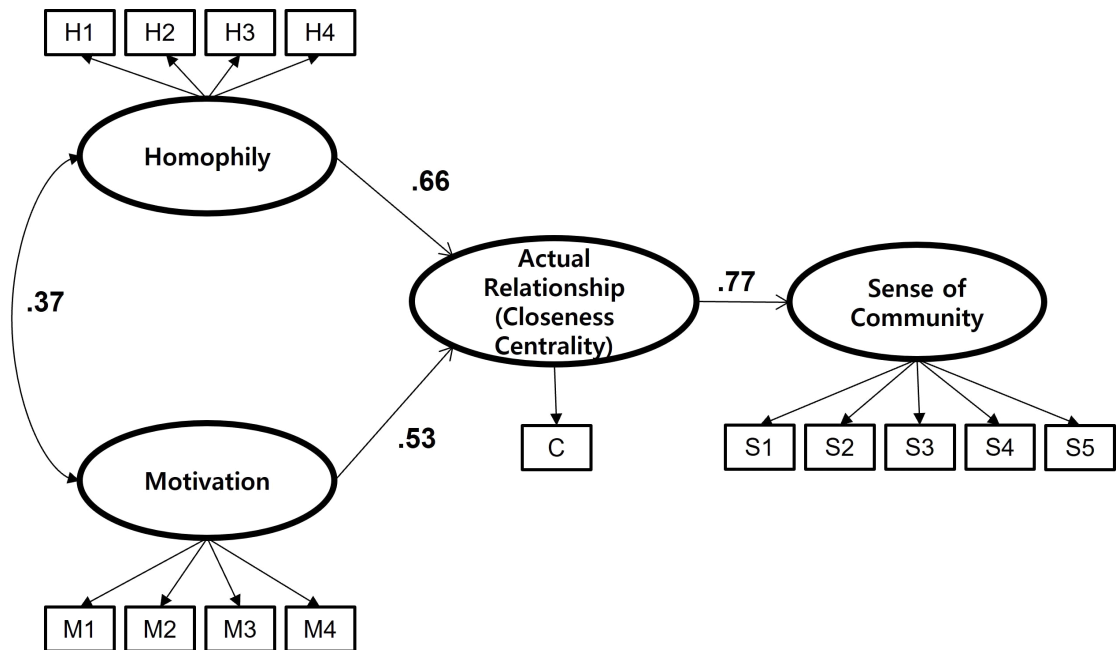 H1 H2 H3 H4
Homophily
.66
.37
Actual
Relationship
(Closeness
Centrality)
.77
Sense of
Community
.53
C
S1 S2 S3 S4 S5
Motivation
M1 M2 M3 M4